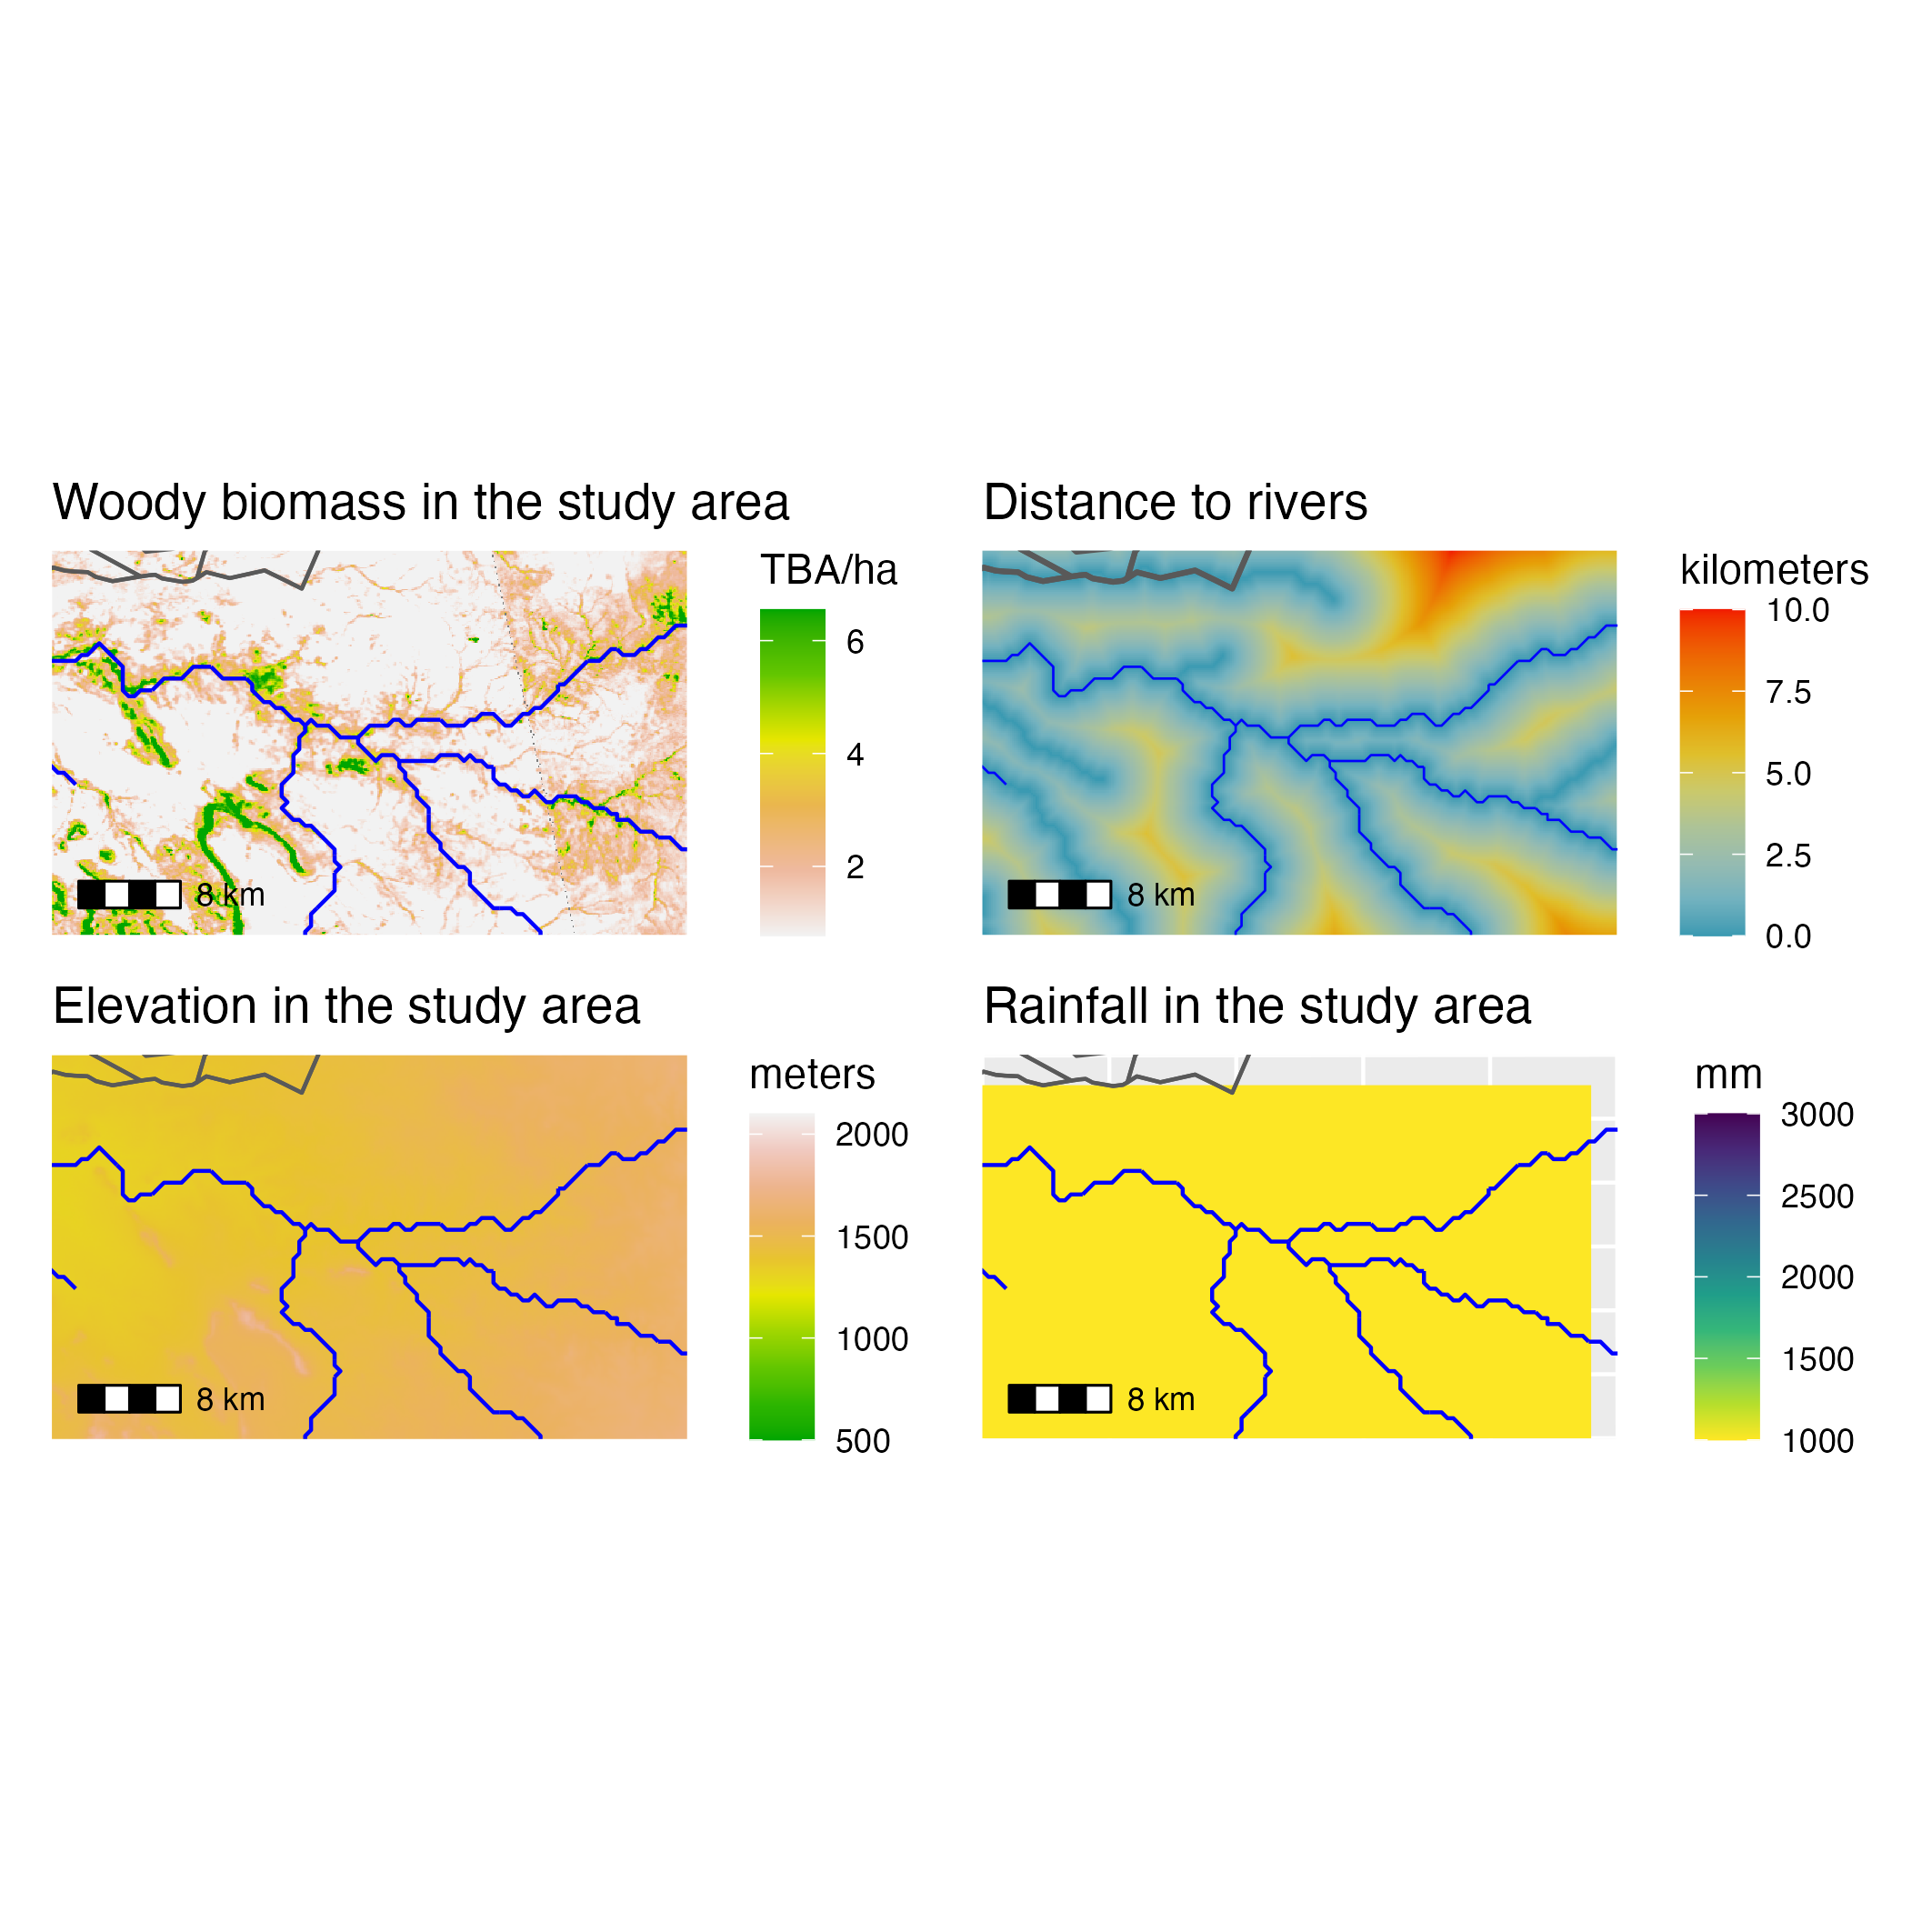 Woody biomass in the study area
TBA/ha
6
4
2
8 km
Distance to rivers
kilometers
10.0
7.5
5.0
2.5
0.0
8 km
Elevation in the study area
meters
2000
1500
1000
500
8 km
Rainfall in the study area
mm
3000
2500
2000
1500
1000
8 km